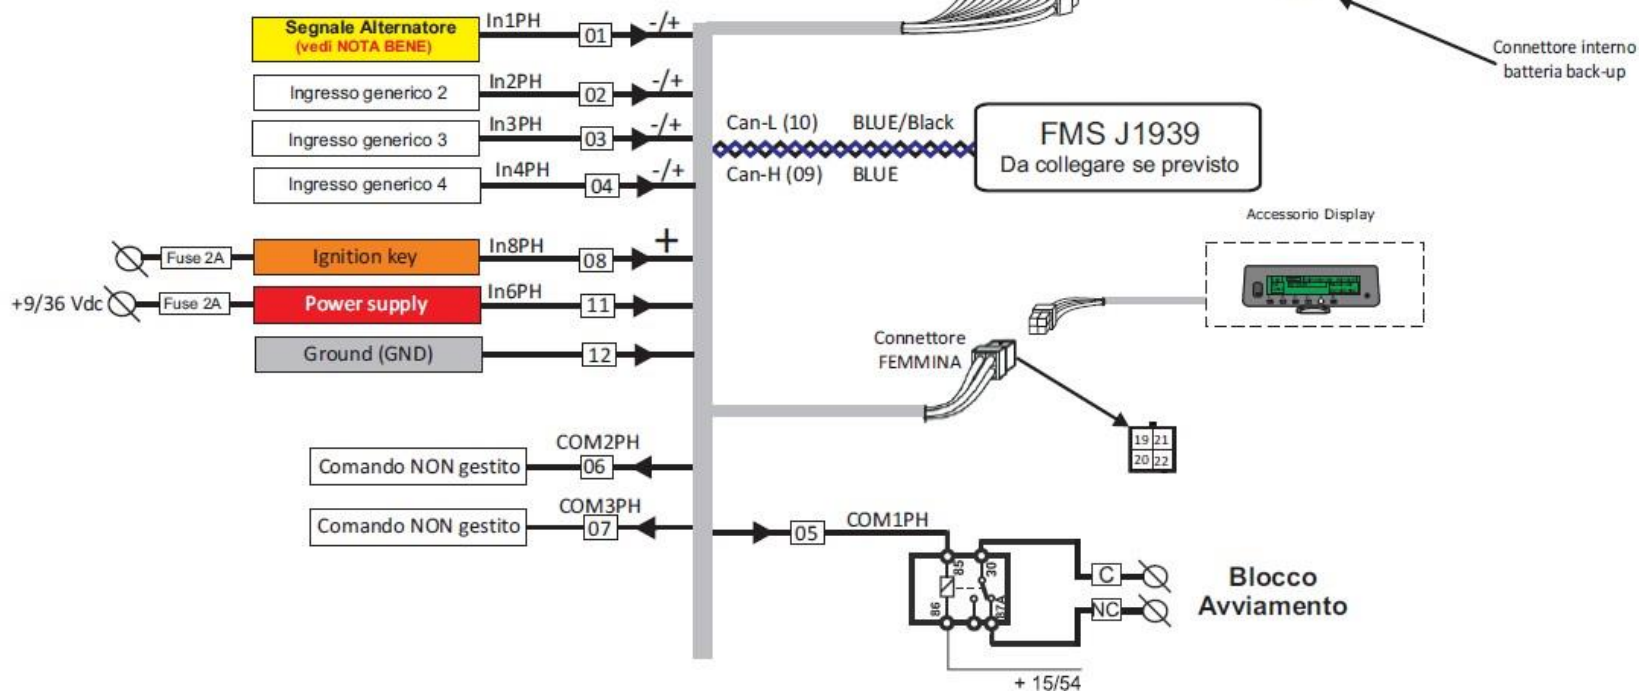 Segnale Alternatore
(vedi NOTA BENE)
In1PH
01
-/+
Connettore interno
batteria back-up
Ingresso generico 2
In2PH
02
-/+
Ingresso generico 3
In3PH
03
-/+
Can-L (10)
BLUE/Black
Can-H (09)
BLUE
FMS J1939
Da collegare se previsto
Ingresso generico 4
In4PH
04
-/+
Accessorio Display
Fuse 2A
Ignition key
In8PH
08
+
+9/36 Vdc
Fuse 2A
Power supply
In6PH
11
Ground (GND)
12
Connettore
FEMMINA
19 21
20 22
Comando NON gestito
COM2PH
06
Comando NON gestito
COM3PH
07
05
COM1PH
85
30
86
87A
C
NC
Blocco
Avviamento
+ 15/54